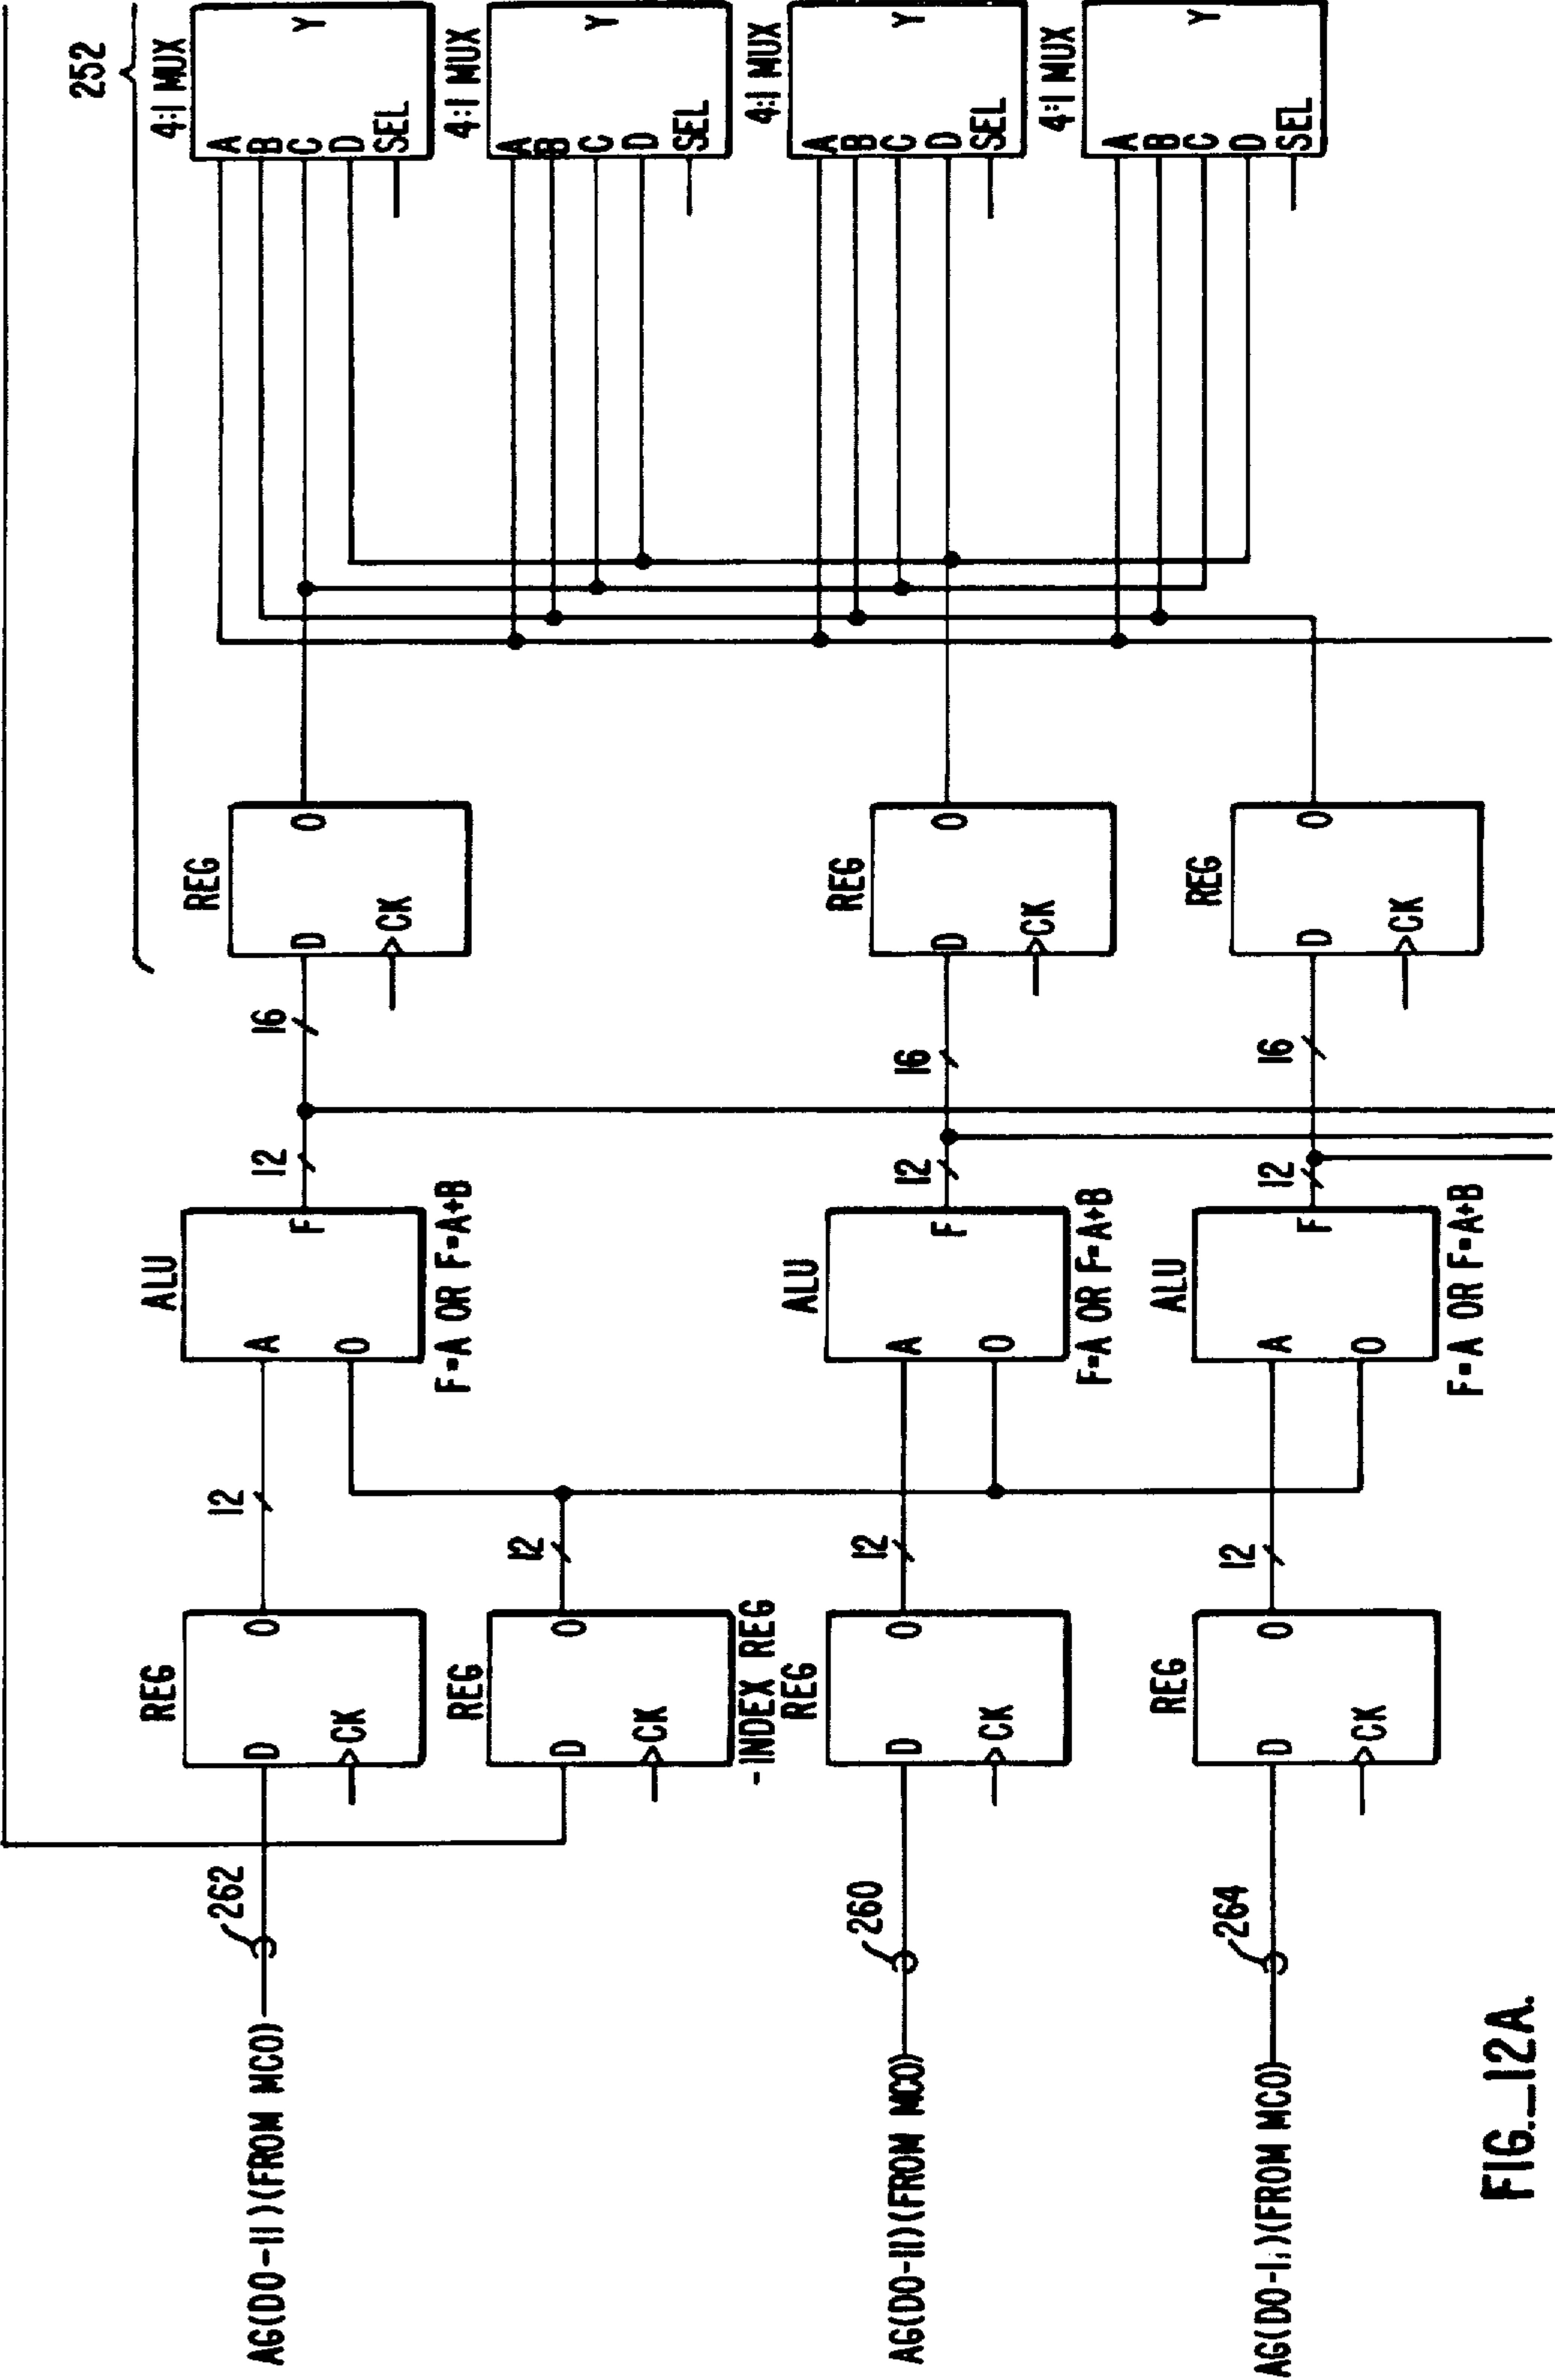 252
4:1 MUX
A
B
C
D
SEL
Y
REG
D
O
CK
16
12
ALU
A
O
F
F=A OR F=A+B
12
REG
D
O
CK
262
AG(D0-11)(FROM MC0)
4:1 MUX
A
B
C
D
SEL
Y
12
REG
D
O
CK
-INDEX REG
4:1 MUX
A
B
C
D
SEL
Y
REG
D
O
CK
16
12
ALU
A
O
F
F=A OR F=A+B
12
REG
D
O
CK
260
AG(D0-11)(FROM MC0)
4:1 MUX
A
B
C
D
SEL
Y
REG
D
O
CK
16
12
ALU
A
O
F
F=A OR F=A+B
12
REG
D
O
CK
264
AG(D0-11)(FROM MC0)
FIG._12A.